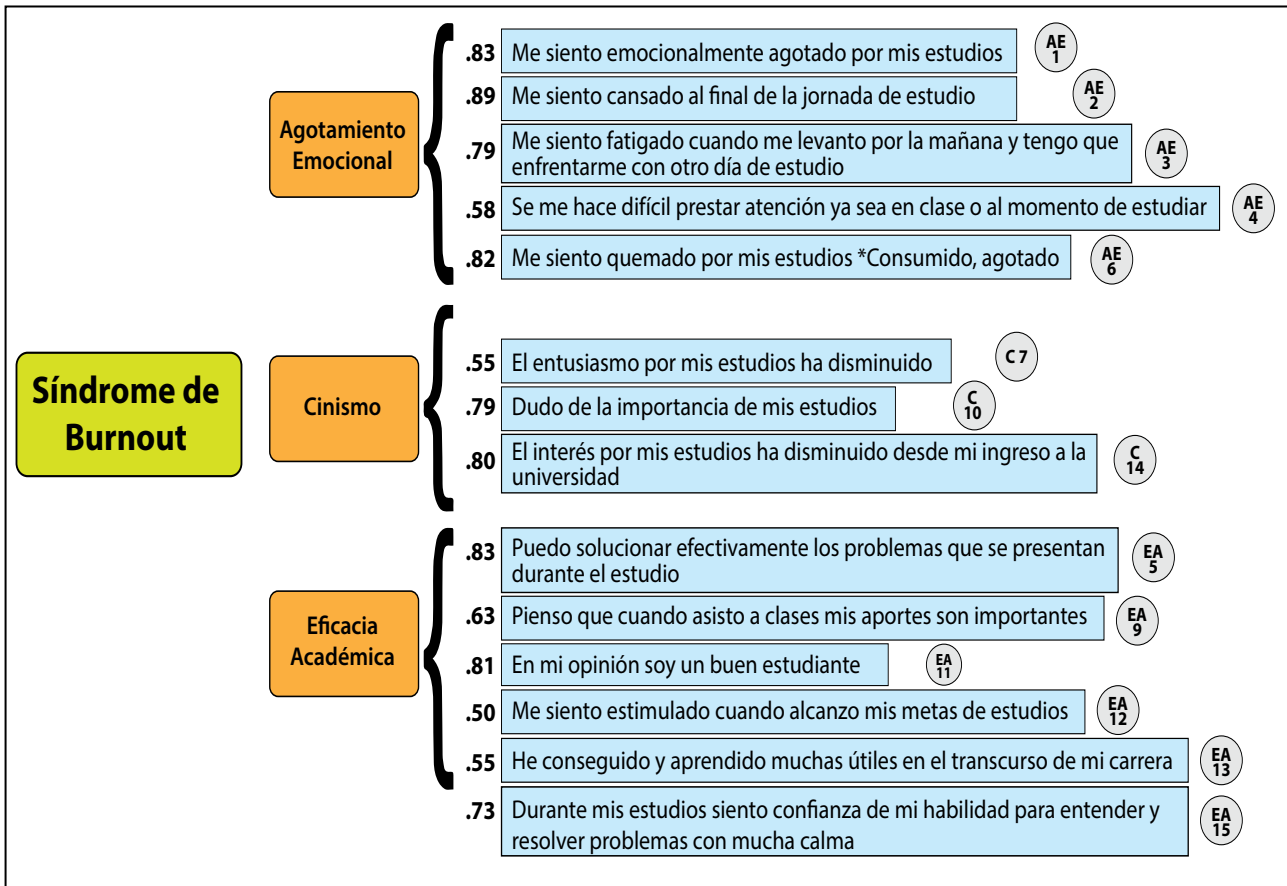 Síndrome de
Burnout
Agotamiento
Emocional
.83 Me siento emocionalmente agotado por mis estudios AE 1
.89 Me siento cansado al final de la jornada de estudio AE 2
.79 Me siento fatigado cuando me levanto por la mañana y tengo que
enfrentarme con otro día de estudio AE 3
.58 Se me hace difícil prestar atención ya sea en clase o al momento de estudiar AE 4
.82 Me siento quemado por mis estudios *Consumido, agotado AE 6
Cinismo
.55 El entusiasmo por mis estudios ha disminuido C 7
.79 Dudo de la importancia de mis estudios C 10
.80 El interés por mis estudios ha disminuido desde mi ingreso a la
universidad C 14
Eficacia
Académica
.83 Puedo solucionar efectivamente los problemas que se presentan
durante el estudio EA 5
.63 Pienso que cuando asisto a clases mis aportes son importantes EA 9
.81 En mi opinión soy un buen estudiante EA 11
.50 Me siento estimulado cuando alcanzo mis metas de estudios EA 12
.55 He conseguido y aprendido muchas útiles en el transcurso de mi carrera EA 13
.73 Durante mis estudios siento confianza de mi habilidad para entender y
resolver problemas con mucha calma EA 15